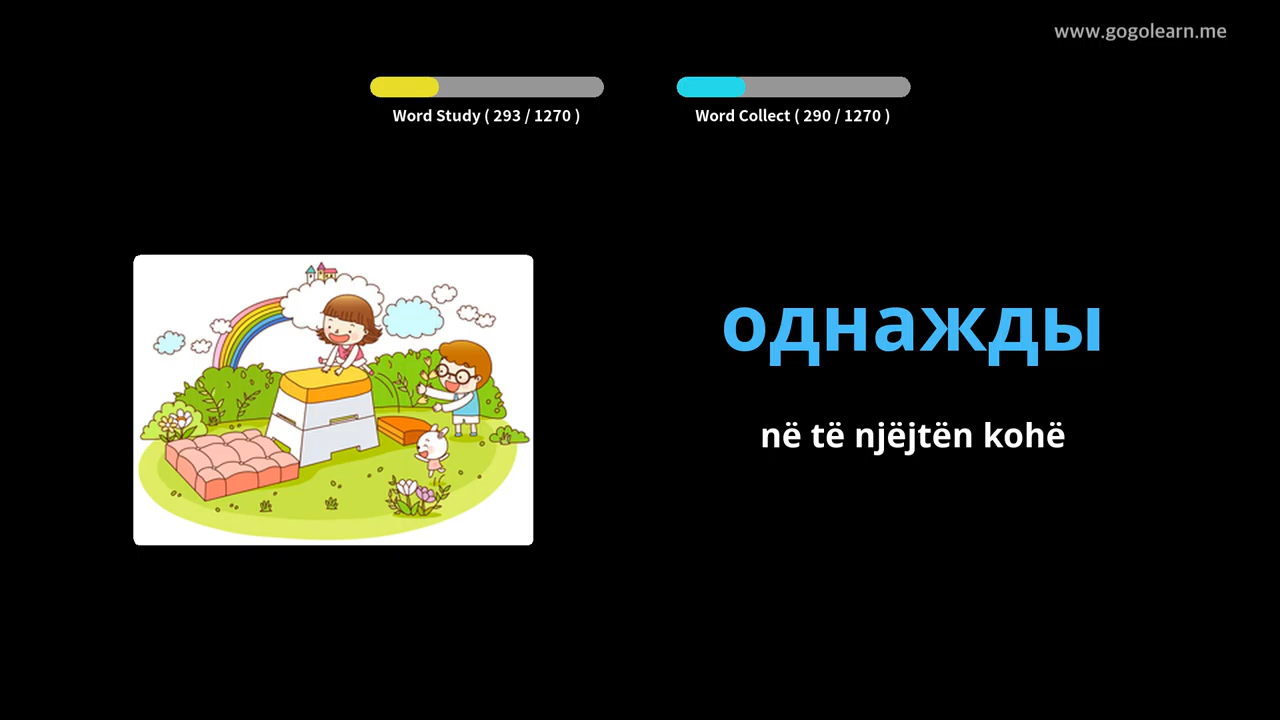 www.gogolearn.me
Word Study ( 293 / 1270 )
Word Collect ( 290 / 1270 )
однажды
në të njëjtën kohë